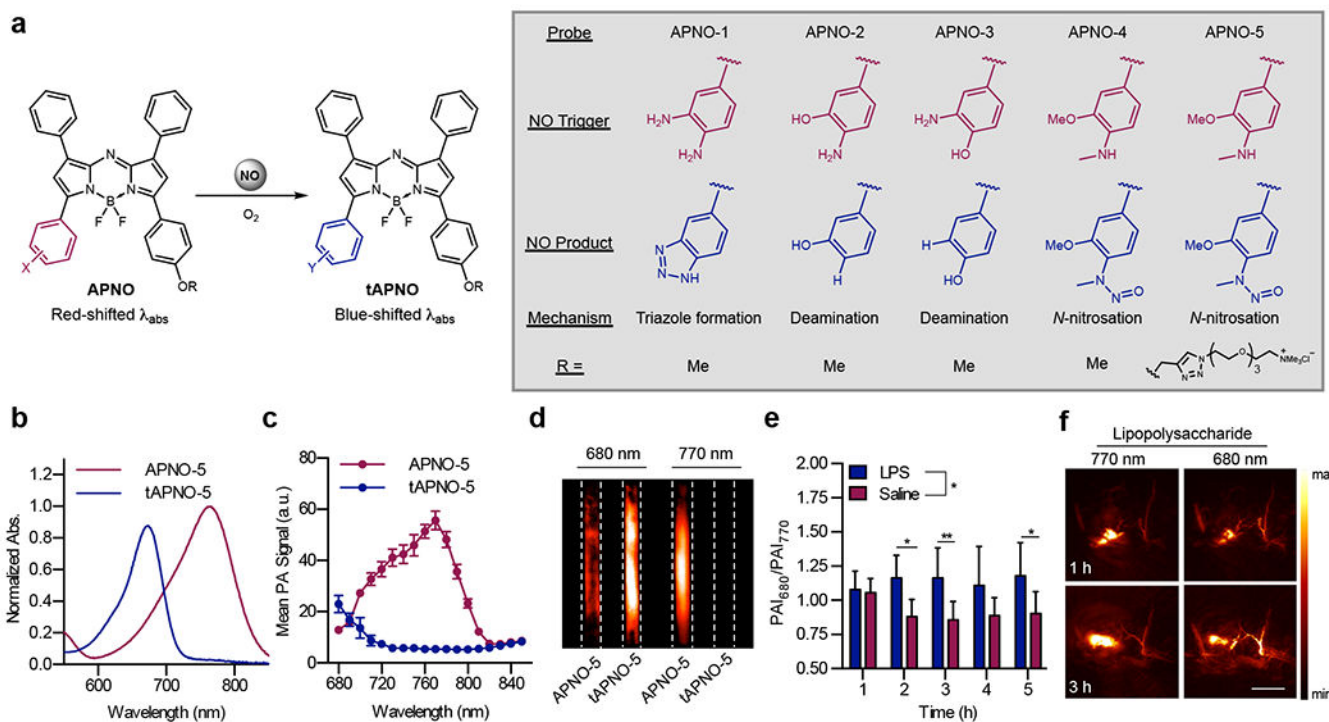 a
Probe APNO-1 APNO-2 APNO-3 APNO-4 APNO-5
NO Trigger
H2N
H2N
HO
H2N
H2N
HO
MeO
NH
MeO
NH
N
N N
B
F F
X
OR
APNO
Red-shifted λabs
NO
O2
N
N N
B
F F
Y
OR
tAPNO
Blue-shifted λabs
NO Product
N
N
NH
HO
H
H
HO
MeO
N
N
O
MeO
N
N
O
Mechanism Triazole formation Deamination Deamination N-nitrosation N-nitrosation
R = Me Me Me Me
N
N
N
O
3
NMe3Cl−
+
b
APNO-5
tAPNO-5
Normalized Abs.
1.2
1.0
0.8
0.6
0.4
0.2
0.0
600 700 800
Wavelength (nm)
c
APNO-5
tAPNO-5
Mean PA Signal (a.u.)
80
60
40
20
0
680 720 760 800 840
Wavelength (nm)
d
680 nm 770 nm
APNO-5
tAPNO-5
APNO-5
tAPNO-5
e
LPS
Saline
*
PAI680/PAI770
2.00
1.75
1.50
1.25
1.00
0.75
0.50
* ** *
1 2 3 4 5
Time (h)
f
Lipopolysaccharide
770 nm 680 nm
1 h
3 h
ma
min